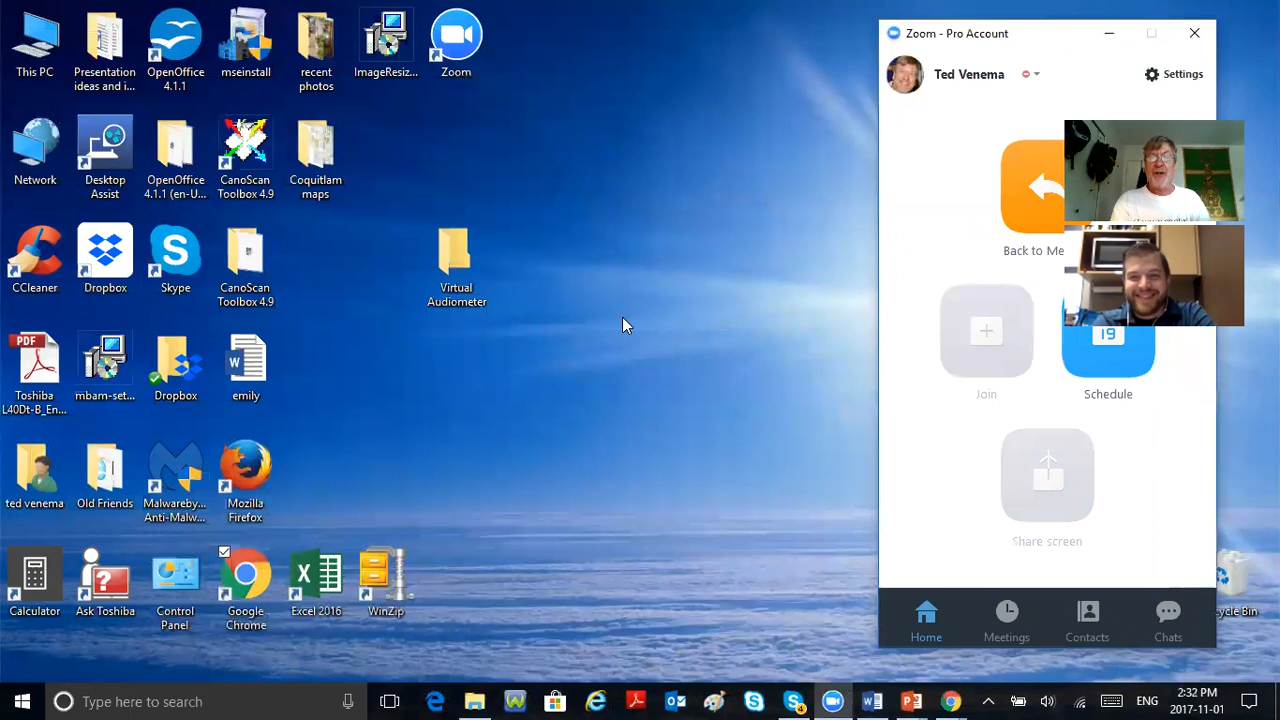 This PC
Presentation
ideas and i...
OpenOffice
4.1.1
mseinstall
recent
photos
ImageResiz...
Zoom
Network
Desktop
Assist
OpenOffice
4.1.1 (en-U...
CanoScan
Toolbox 4.9
Coquitlam
maps
CCleaner
Dropbox
Skype
CanoScan
Toolbox 4.9
Virtual
Audiometer
PDF
Toshiba
L40Dt-B_En...
mbam-set...
Dropbox
W
emily
ted venema
Old Friends
Malwareby...
Anti-Malw...
Mozilla
Firefox
Calculator
Ask Toshiba
Control
Panel
Google
Chrome
Excel 2016
WinZip
Zoom - Pro Account
Ted Venema
Settings
Back to Me
Join
19
Schedule
Share screen
Home
Meetings
Contacts
Chats
cycle Bin
Type here to search
4
ENG
2:32 PM
2017-11-01